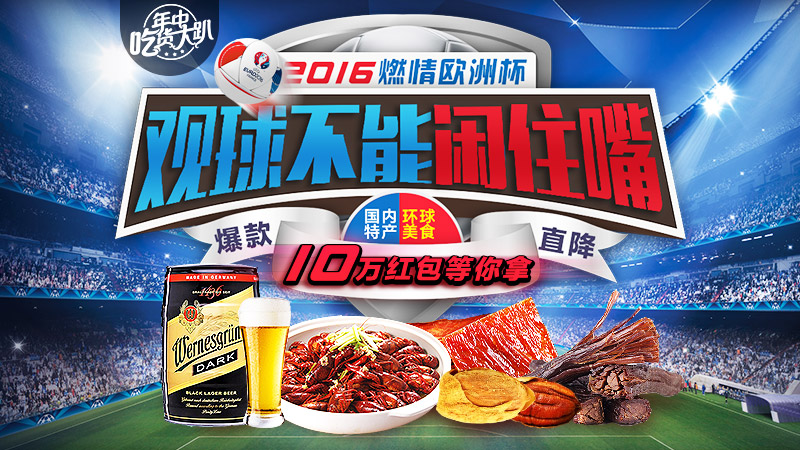 年中
吃货大趴
2016燃情欧洲杯
观球不能闲住嘴
国内 环球
特产 美食
爆款 直降
10万红包等你拿
MADE IN GERMANY
1436
Wernesgrün
DARK
BLACK LAGER BEER